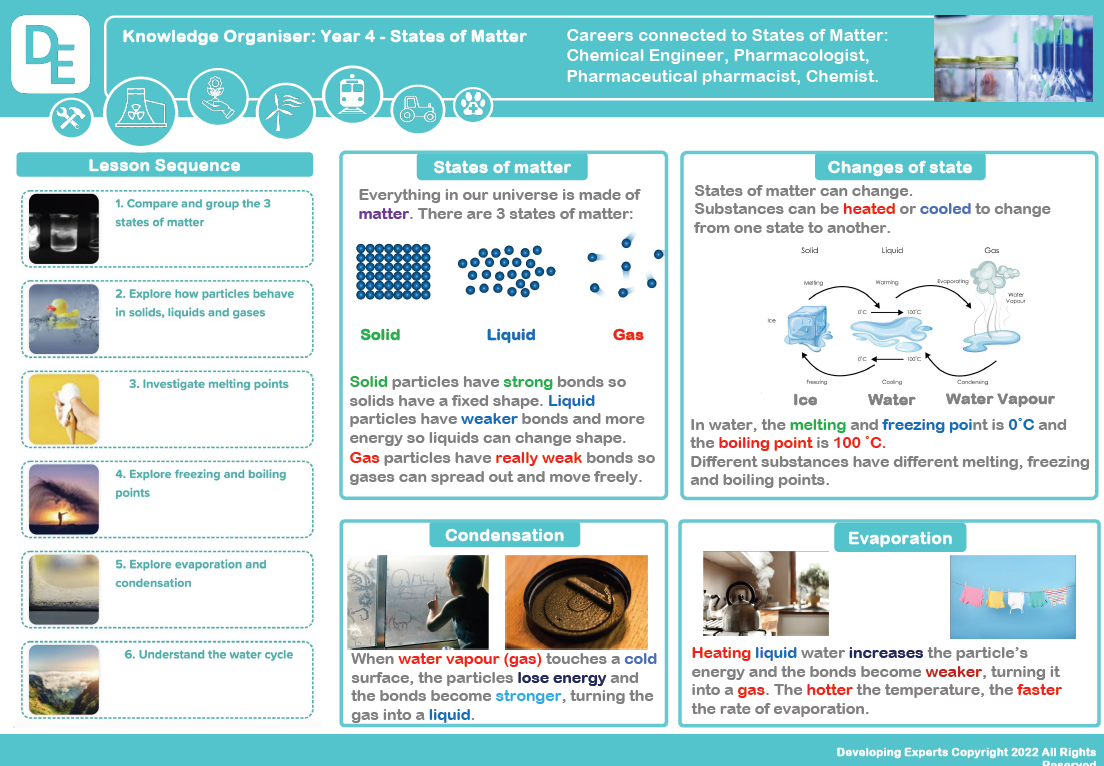 DE
Knowledge Organiser: Year 4 - States of Matter
Careers connected to States of Matter:
Chemical Engineer, Pharmacologist,
Pharmaceutical pharmacist, Chemist.
Lesson Sequence
1. Compare and group the 3
states of matter
2. Explore how particles behave
in solids, liquids and gases
3. Investigate melting points
4. Explore freezing and boiling
points
5. Explore evaporation and
condensation
6. Understand the water cycle
States of matter
Everything in our universe is made of
matter. There are 3 states of matter:
Solid
Liquid
Gas
Solid particles have strong bonds so
solids have a fixed shape. Liquid
particles have weaker bonds and more
energy so liquids can change shape.
Gas particles have really weak bonds so
gases can spread out and move freely.
Changes of state
States of matter can change.
Substances can be heated or cooled to change
from one state to another.
Solid
Liquid
Gas
Melting
Warming
Evaporating
Water
Vapour
Ice
0°C
100°C
0°C
100°C
Freezing
Cooling
Condensing
Ice
Water
Water Vapour
In water, the melting and freezing point is 0°C and
the boiling point is 100 °C.
Different substances have different melting, freezing
and boiling points.
Condensation
When water vapour (gas) touches a cold
surface, the particles lose energy and
the bonds become stronger, turning the
gas into a liquid.
Evaporation
Heating liquid water increases the particle's
energy and the bonds become weaker, turning it
into a gas. The hotter the temperature, the faster
the rate of evaporation.
Developing Experts Copyright 2022 All Rights
Reserved